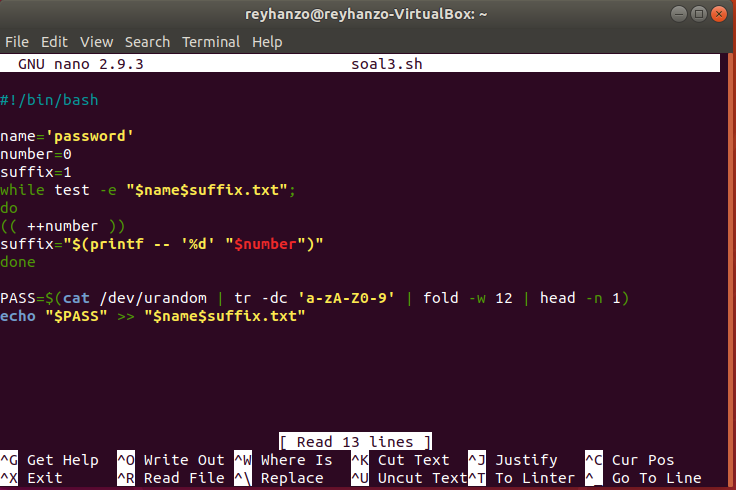 reyhanzo@reyhanzo-VirtualBox: ~
File Edit View Search Terminal Help
GNU nano 2.9.3 soal3.sh
#!/bin/bash
name='password'
number=0
suffix=1
while test -e "$name$suffix.txt";
do
(( ++number ))
suffix="$(printf -- '%d' "$number")"
done
PASS=$(cat /dev/urandom | tr -dc 'a-zA-Z0-9' | fold -w 12 | head -n 1)
echo "$PASS" >> "$name$suffix.txt"
[ Read 13 lines ]
^G Get Help ^O Write Out ^W Where Is ^K Cut Text ^J Justify ^C Cur Pos
^X Exit ^R Read File ^\ Replace ^U Uncut Text ^T To Linter ^_ Go To Line